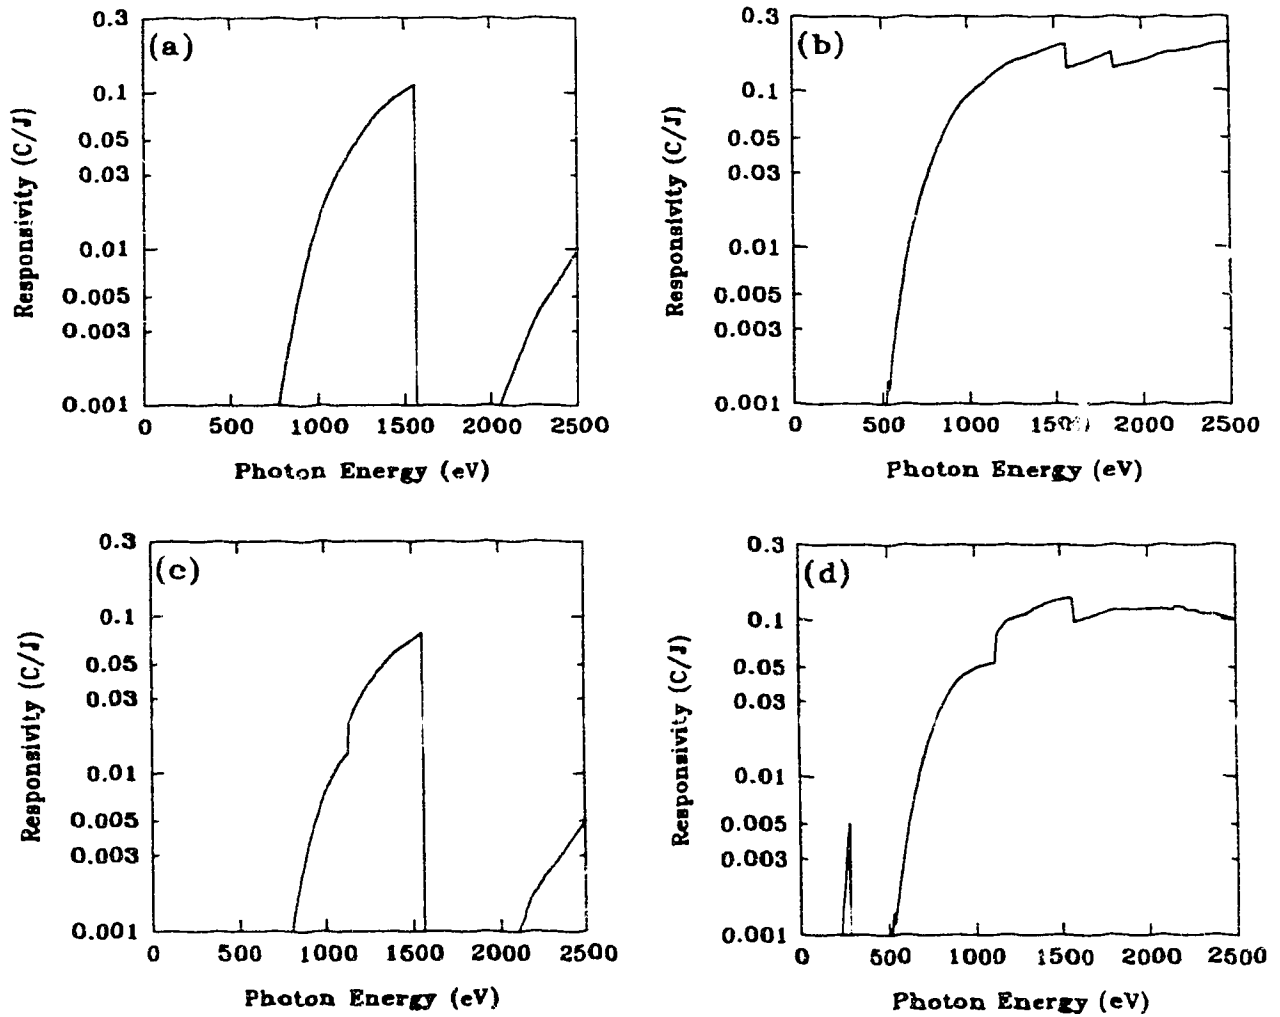 (a)
0.3
0.1
0.05
0.03
0.01
0.005
0.003
0.001
0 500 1000 1500 2000 2500
Responsivity (C/J)
Photon Energy (eV)
(b)
0.3
0.1
0.05
0.03
0.01
0.005
0.003
0.001
0 500 1000 2000 2500
Responsivity (C/J)
Photon Energy (eV)
(c)
0.3
0.1
0.05
0.03
0.01
0.005
0.003
0.001
0 500 1000 1500 2000 2500
Responsivity (C/J)
Photon Energy (eV)
(d)
0.3
0.1
0.05
0.03
0.01
0.005
0.003
0.001
0 500 1000 1500 2000 2500
Responsivity (C/J)
Photon Energy (eV)